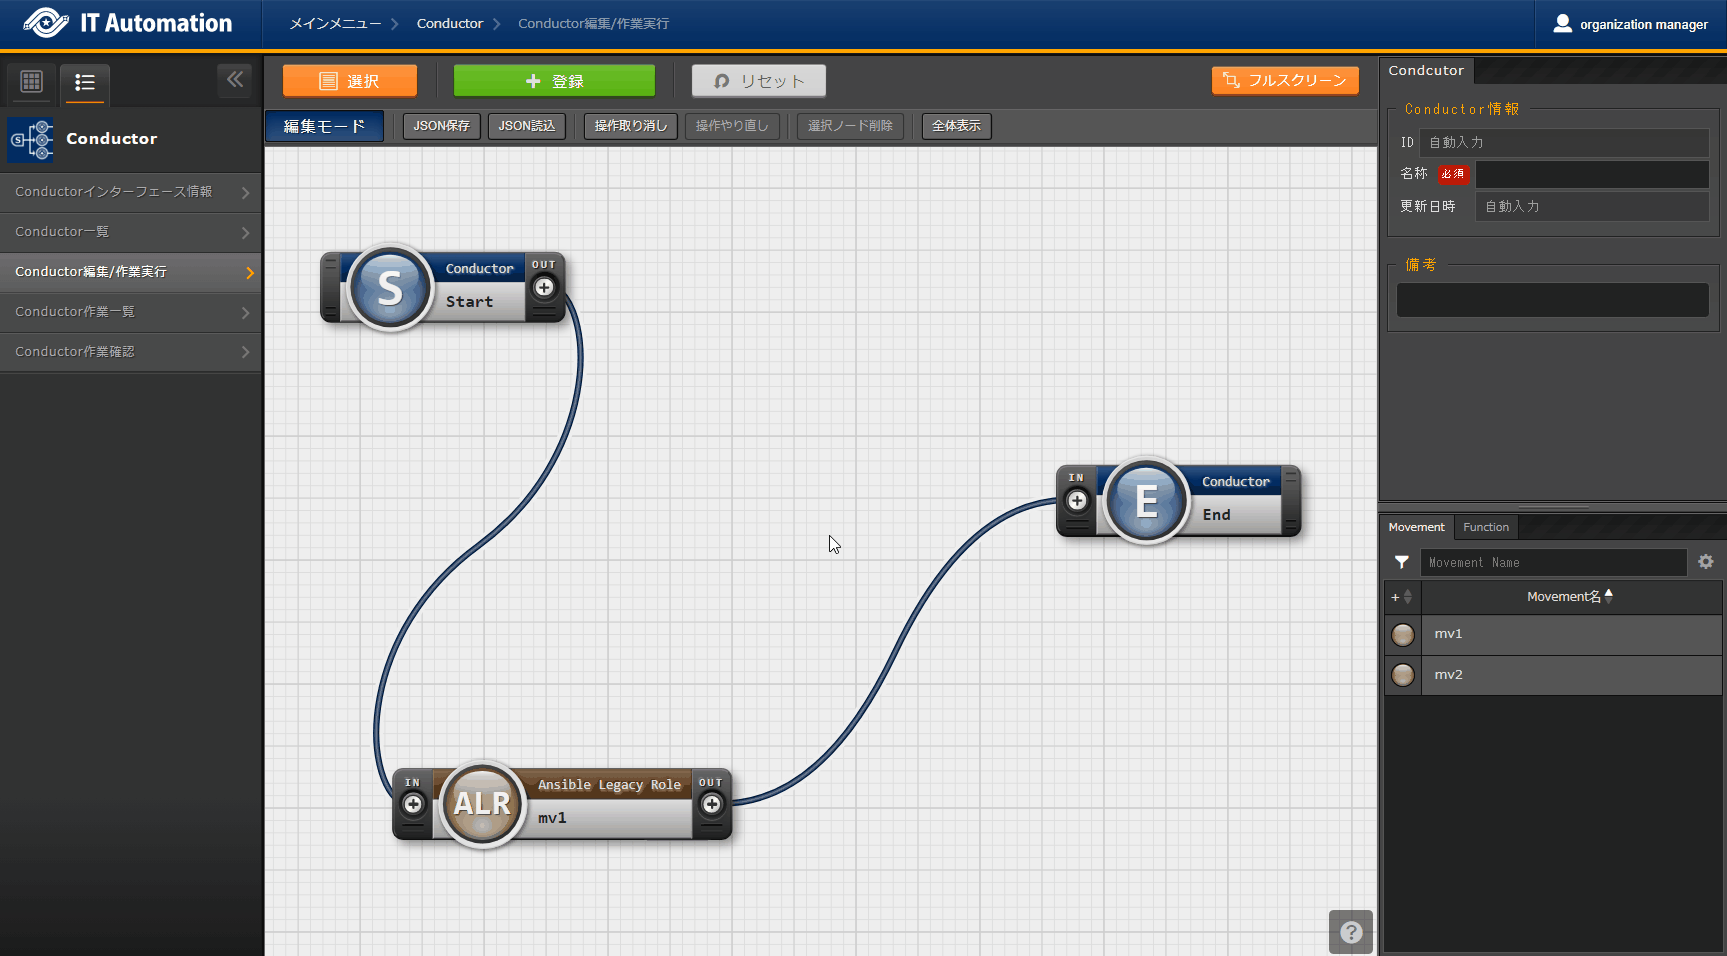 IT Automation
メインメニュー Conductor Conductor編集/作業実行
organization manager
Conductor
Conductorインターフェース情報
Conductor一覧
Conductor編集/作業実行
Conductor作業一覧
Conductor作業確認
選択 登録 リセット フルスクリーン
編集モード JSON保存 JSON読込 操作取り消し 操作やり直し 選択ノード削除 全体表示
S
Conductor
Start
OUT
IN
E
Conductor
End
IN
ALR
Ansible Legacy Role
mv1
OUT
Condcutor
Conductor情報
ID 自動入力
名称 必須
更新日時 自動入力
備考
Movement Function
Movement Name
+ Movement名
mv1
mv2
?